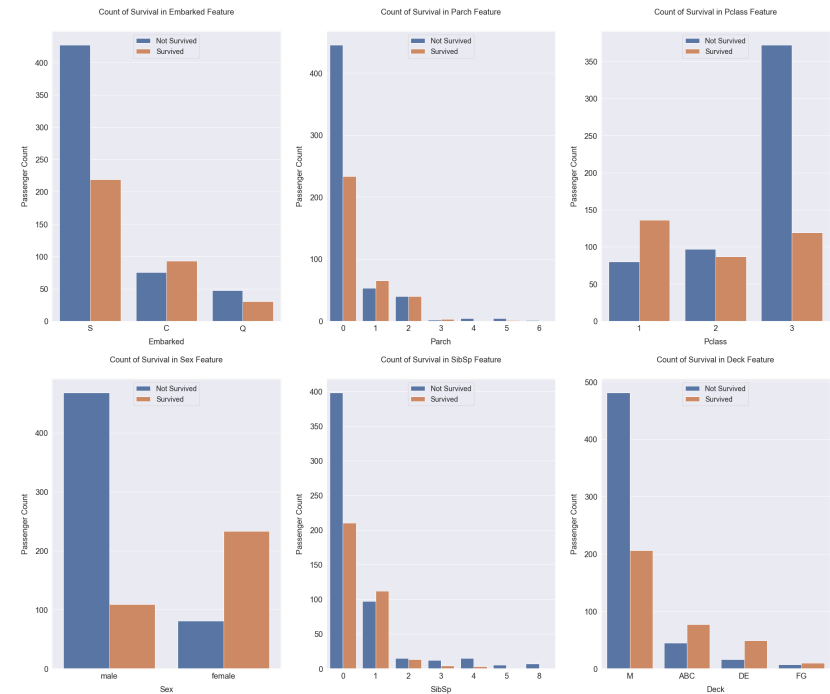 Count of Survival in Embarked Feature
Not Survived
Survived
400
350
300
250
200
150
100
50
0
Passenger Count
S C Q
Embarked
Count of Survival in Parch Feature
Not Survived
Survived
400
300
200
100
0
Passenger Count
0 1 2 3 4 5 6
Parch
Count of Survival in Pclass Feature
Not Survived
Survived
350
300
250
200
150
100
50
0
Passenger Count
1 2 3
Pclass
Count of Survival in Sex Feature
Not Survived
Survived
400
300
200
100
0
Passenger Count
male female
Sex
Count of Survival in SibSp Feature
Not Survived
Survived
400
350
300
250
200
150
100
50
0
Passenger Count
0 1 2 3 4 5 8
SibSp
Count of Survival in Deck Feature
Not Survived
Survived
500
400
300
200
100
0
Passenger Count
M ABC DE FG
Deck